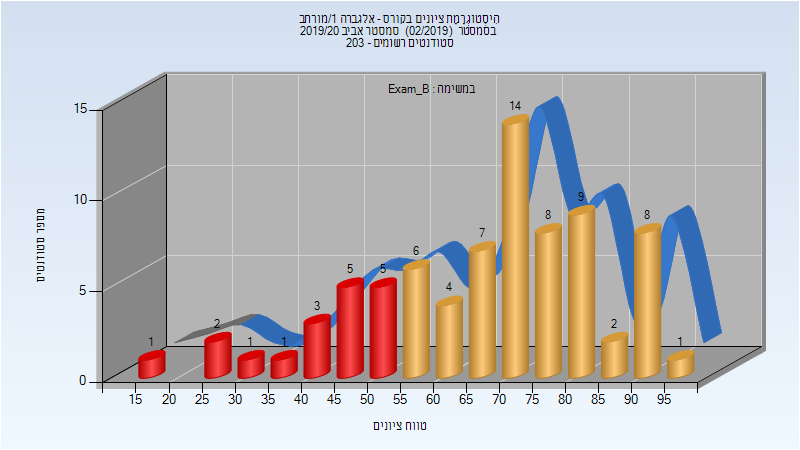 היסטוגרמת ציונים בקורס - אלגברה 1/מורחב
בסמסטר (02/2019) סמסטר אביב 2019/20
סטודנטים רשומים - 203
במשימה : Exam_B
מספר סטודנטים
15
10
5
0
1
2
1
1
3
5
5
6
4
7
14
8
9
2
8
1
15 20 25 30 35 40 45 50 55 60 65 70 75 80 85 90 95
טווח ציונים